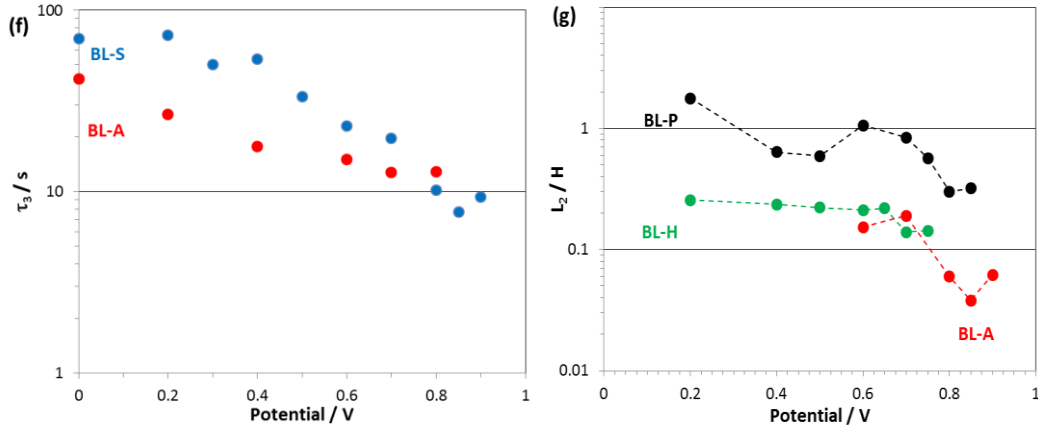 (f)
τ3 / s
100
10
1
BL-S
BL-A
0
0.2
0.4
0.6
0.8
1
Potential / V
(g)
L2 / H
1
0.1
0.01
BL-P
BL-H
BL-A
0
0.2
0.4
0.6
0.8
1
Potential / V